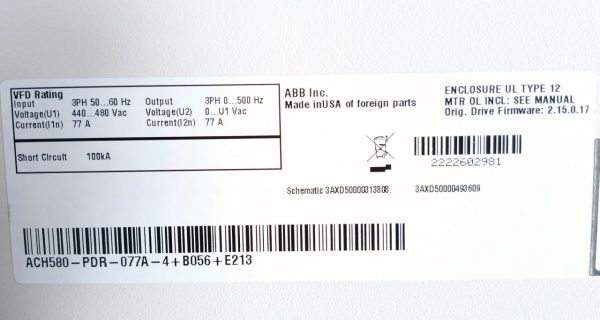 VFD Rating
Input 3PH 50...60 Hz Output 3PH 0...500 Hz
Voltage(U1) 440...480 Vac Voltage(U2) 0...U1 Vac
Current(I1n) 77 A Current(I2n) 77 A
Short Circuit 100kA
ABB Inc.
Made inUSA of foreign parts
ENCLOSURE UL TYPE 12
MTR OL INCL: SEE MANUAL
Orig. Drive Firmware: 2.15.0.17
2222602981
Schematic 3AXD50000313808. 3AXD50000493609
ACH580-PDR-077A-4+B056+E213